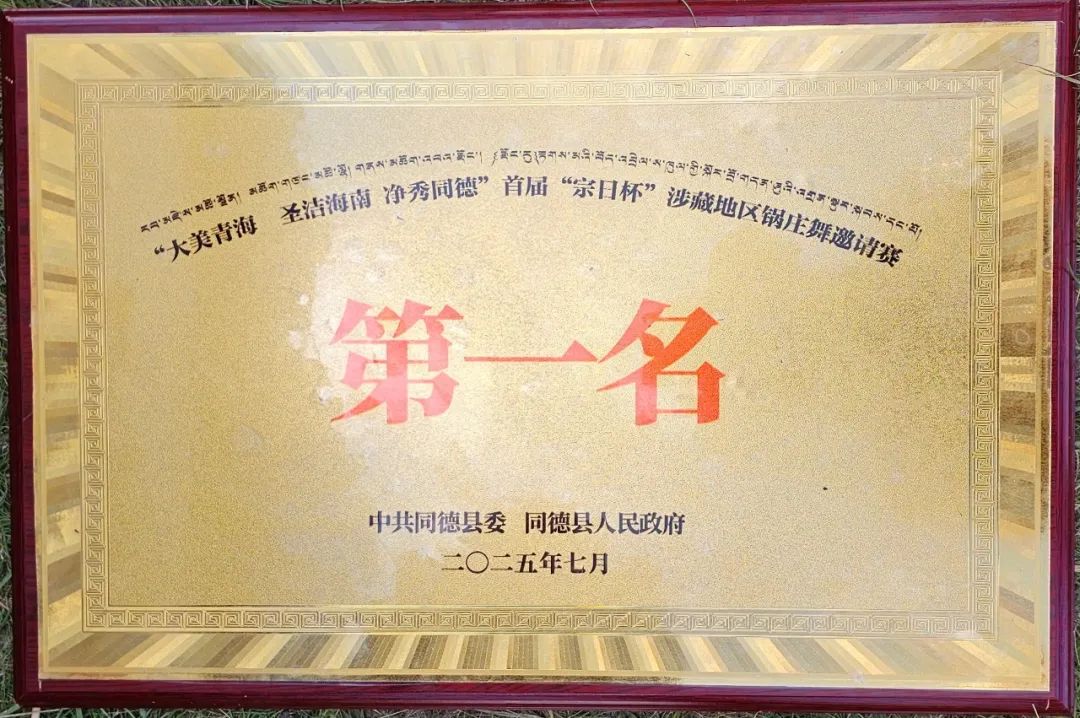 “大美青海 圣洁海南 净秀同德”首届“宗日杯”涉藏地区锅庄舞邀请赛
第一名
中共同德县委 同德县人民政府
二〇二五年七月